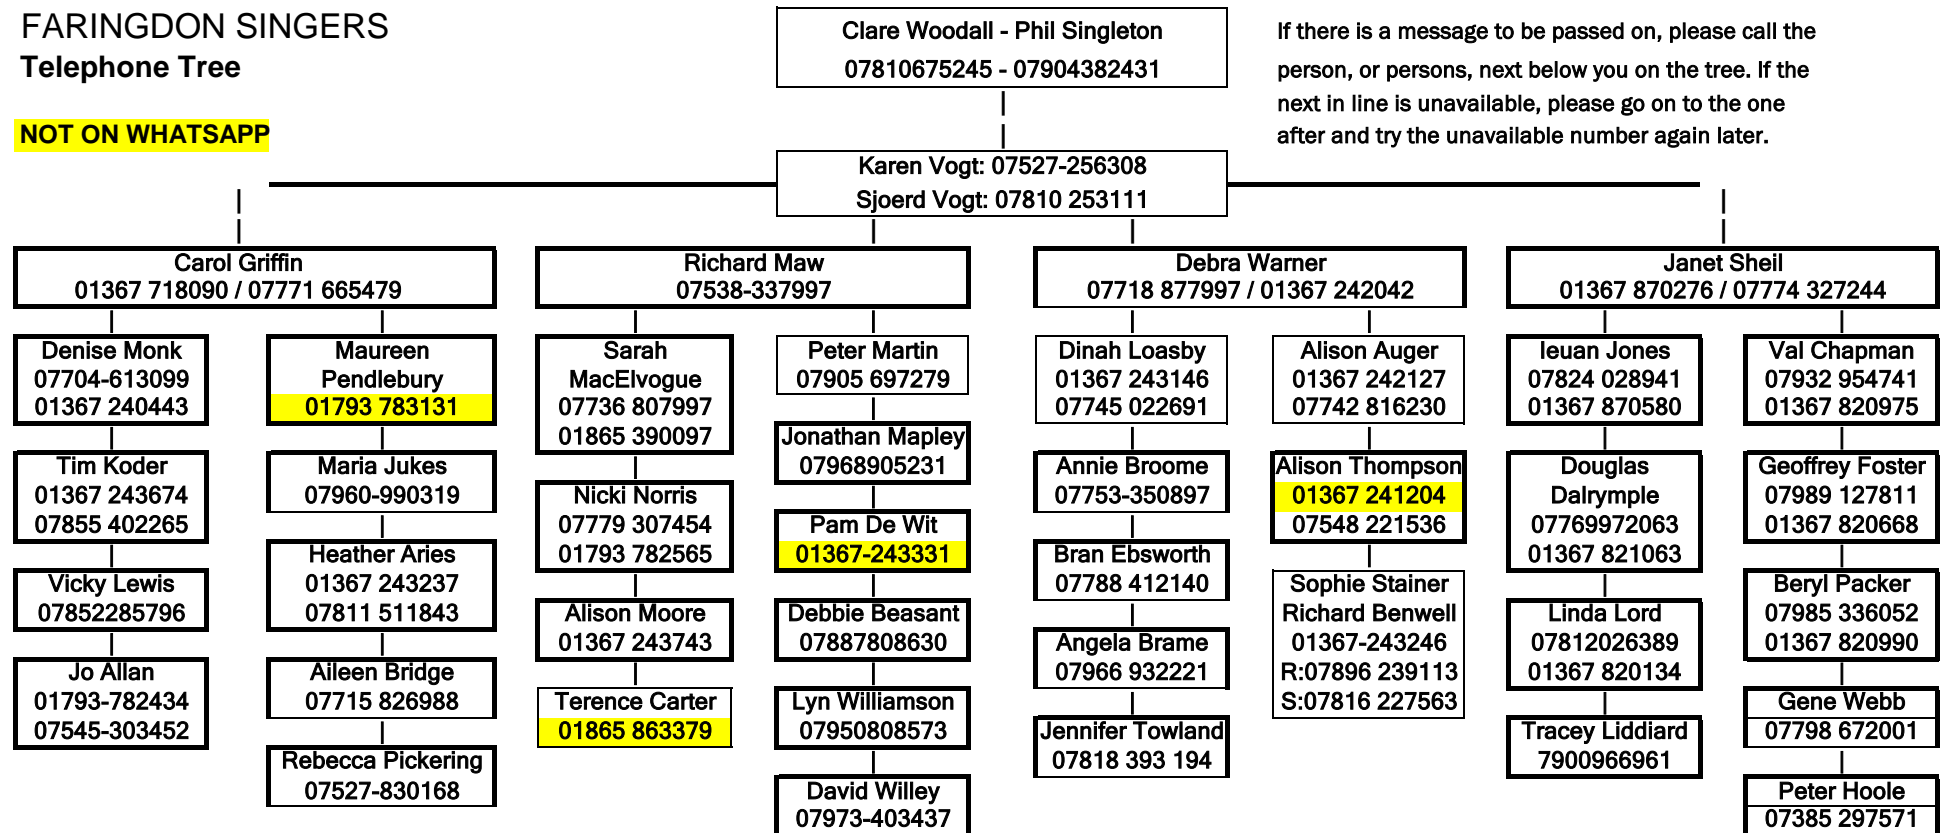 FARINGDON SINGERS
Telephone Tree
NOT ON WHATSAPP
Clare Woodall - Phil Singleton
07810675245 - 07904382431
If there is a message to be passed on, please call the
person, or persons, next below you on the tree. If the
next in line is unavailable, please go on to the one
after and try the unavailable number again later.
Karen Vogt: 07527-256308
Sjoerd Vogt: 07810 253111
Carol Griffin
01367 718090 / 07771 665479
Denise Monk
07704-613099
01367 240443
Tim Koder
01367 243674
07855 402265
Vicky Lewis
07852285796
Jo Allan
01793-782434
07545-303452
Maureen
Pendlebury
01793 783131
Maria Jukes
07960-990319
Heather Aries
01367 243237
07811 511843
Aileen Bridge
07715 826988
Rebecca Pickering
07527-830168
Richard Maw
07538-337997
Sarah
MacElvogue
07736 807997
01865 390097
Nicki Norris
07779 307454
01793 782565
Alison Moore
01367 243743
Terence Carter
01865 863379
Peter Martin
07905 697279
Jonathan Mapley
07968905231
Pam De Wit
01367-243331
Debbie Beasant
07887808630
Lyn Williamson
07950808573
David Willey
07973-403437
Debra Warner
07718 877997 / 01367 242042
Dinah Loasby
01367 243146
07745 022691
Annie Broome
07753-350897
Bran Ebsworth
07788 412140
Angela Brame
07966 932221
Jennifer Towland
07818 393 194
Alison Auger
01367 242127
07742 816230
Alison Thompson
01367 241204
07548 221536
Sophie Stainer
Richard Benwell
01367-243246
R:07896 239113
S:07816 227563
Janet Sheil
01367 870276 / 07774 327244
Ieuan Jones
07824 028941
01367 870580
Douglas
Dalrymple
07769972063
01367 821063
Linda Lord
07812026389
01367 820134
Tracey Liddiard
7900966961
Val Chapman
07932 954741
01367 820975
Geoffrey Foster
07989 127811
01367 820668
Beryl Packer
07985 336052
01367 820990
Gene Webb
07798 672001
Peter Hoole
07385 297571